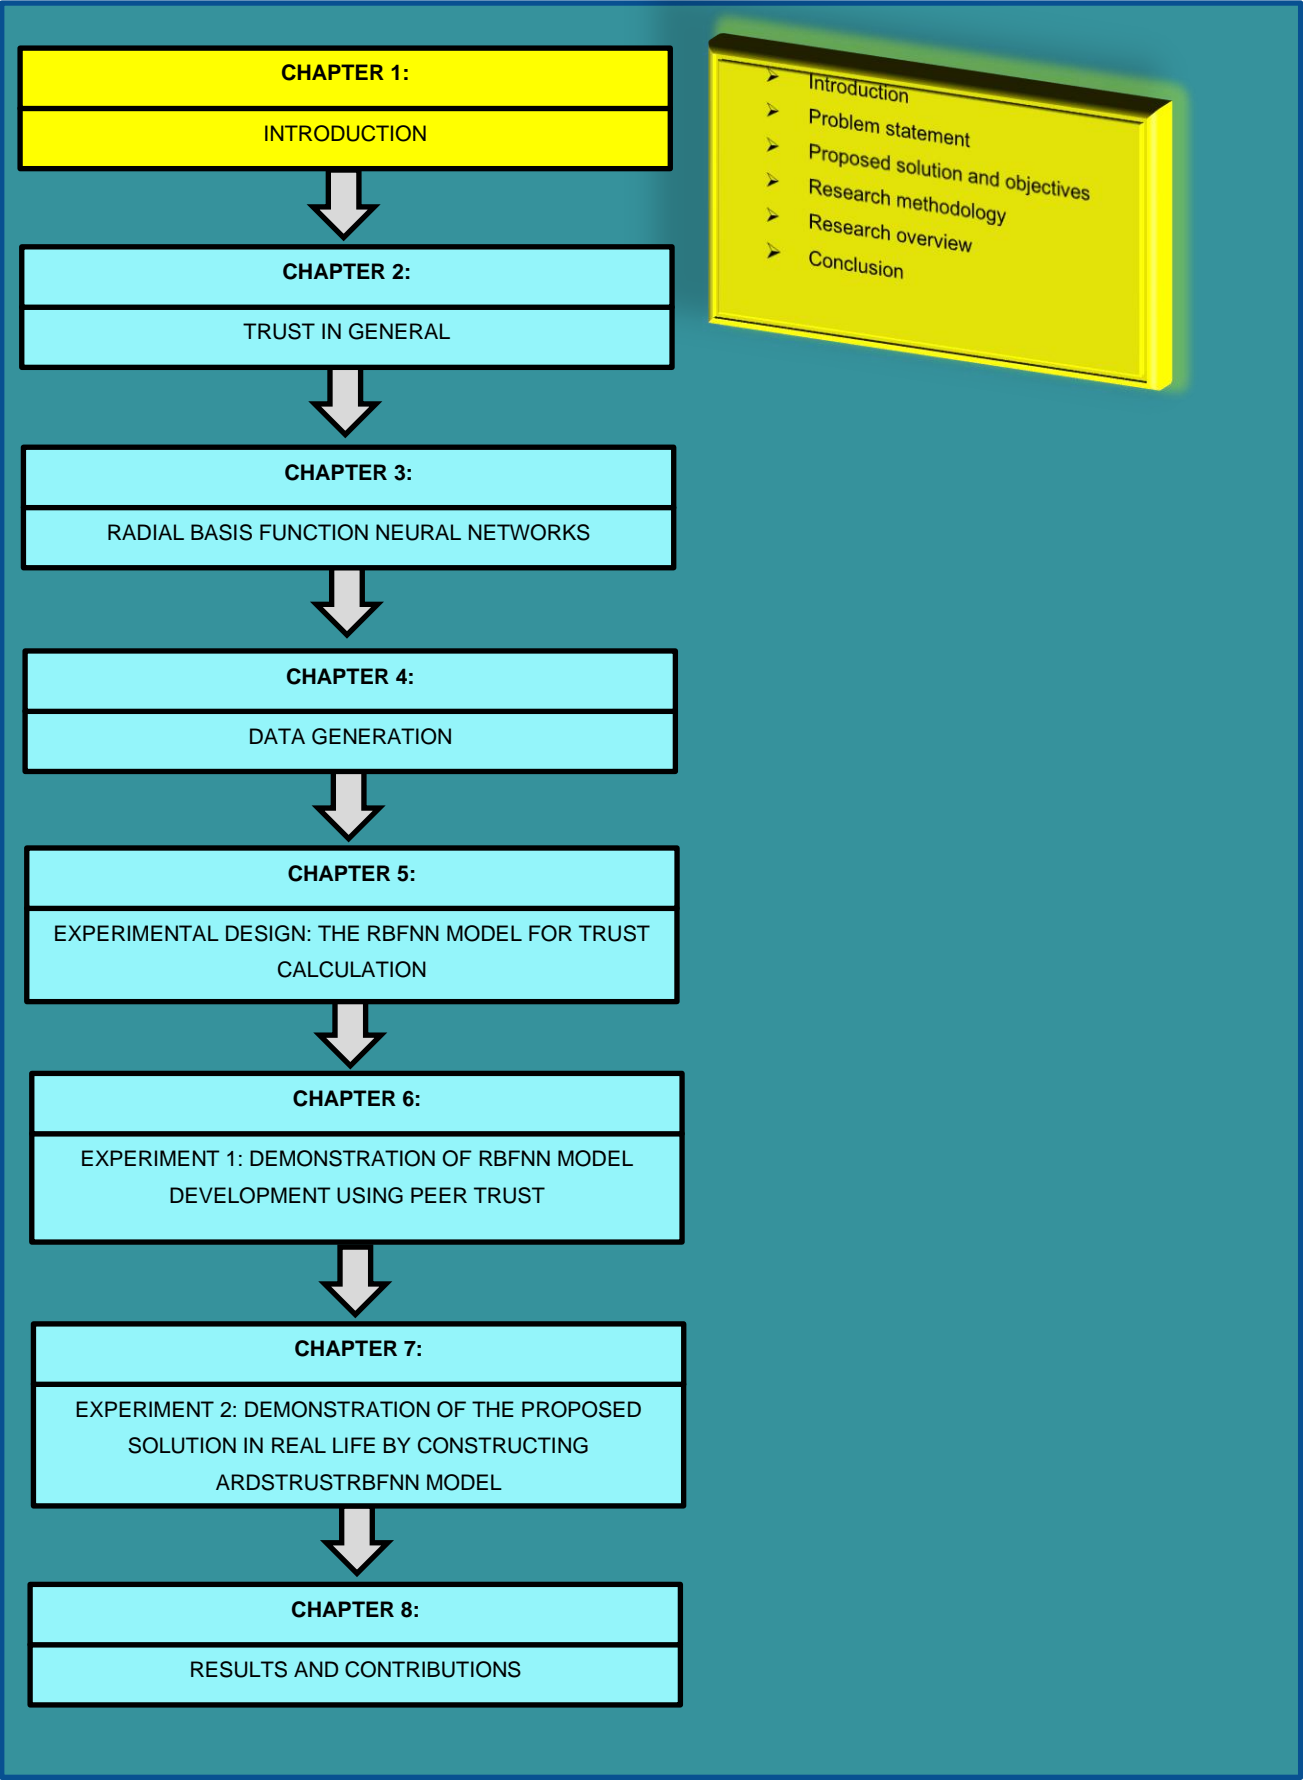 CHAPTER 1:
INTRODUCTION
Introduction
Problem statement
Proposed solution and objectives
Research methodology
Research overview
Conclusion
CHAPTER 2:
TRUST IN GENERAL
CHAPTER 3:
RADIAL BASIS FUNCTION NEURAL NETWORKS
CHAPTER 4:
DATA GENERATION
CHAPTER 5:
EXPERIMENTAL DESIGN: THE RBFNN MODEL FOR TRUST
CALCULATION
CHAPTER 6:
EXPERIMENT 1: DEMONSTRATION OF RBFNN MODEL
DEVELOPMENT USING PEER TRUST
CHAPTER 7:
EXPERIMENT 2: DEMONSTRATION OF THE PROPOSED
SOLUTION IN REAL LIFE BY CONSTRUCTING
ARDSTRUSTRBFNN MODEL
CHAPTER 8:
RESULTS AND CONTRIBUTIONS